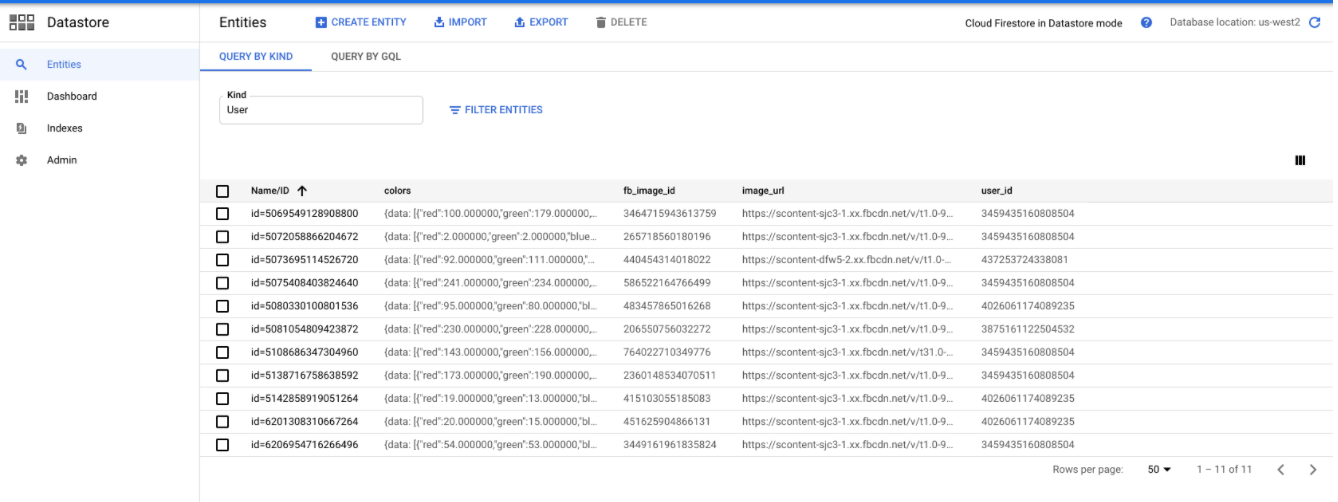 Datastore
Entities CREATE ENTITY IMPORT EXPORT DELETE Cloud Firestore in Datastore mode ? Database location: us-west2
Entities
Dashboard
Indexes
Admin
QUERY BY KIND QUERY BY GQL
Kind
User
FILTER ENTITIES
Name/ID colors fb_image_id image_url user_id
id=5069549128908800 {data: [{"red":100.000000,"green":179.000000,... 3464715943613759 https://scontent-sjc3-1.xx.fbcdn.net/v/t1.0-9... 3459435160808504
id=5072058866204672 {data: [{"red":2.000000,"green":2.000000,"blue... 265718560180196 https://scontent-sjc3-1.xx.fbcdn.net/v/t1.0-9... 3459435160808504
id=5073695114526720 {data: [{"red":92.000000,"green":111.000000,"... 440454314018022 https://scontent-dfw5-2.xx.fbcdn.net/v/t1.0-... 437253724338081
id=5075408403824640 {data: [{"red":241.000000,"green":234.000000,... 586522164766499 https://scontent-sjc3-1.xx.fbcdn.net/v/t1.0-9... 3459435160808504
id=5080330100801536 {data: [{"red":95.000000,"green":80.000000,"bl... 483457865016268 https://scontent-sjc3-1.xx.fbcdn.net/v/t1.0-9... 4026061174089235
id=5081054809423872 {data: [{"red":230.000000,"green":228.000000,... 206550756032272 https://scontent-sjc3-1.xx.fbcdn.net/v/t1.0-9... 3875161122504532
id=5108686347304960 {data: [{"red":143.000000,"green":156.000000,... 764022710349776 https://scontent-sjc3-1.xx.fbcdn.net/v/t31.0-... 3459435160808504
id=5138716758638592 {data: [{"red":173.000000,"green":190.000000,... 2360148534070511 https://scontent-sjc3-1.xx.fbcdn.net/v/t1.0-9... 3459435160808504
id=5142858919051264 {data: [{"red":19.000000,"green":13.000000,"bl... 415103055185083 https://scontent-sjc3-1.xx.fbcdn.net/v/t1.0-9... 4026061174089235
id=6201308310667264 {data: [{"red":20.000000,"green":15.000000,"bl... 451625904866131 https://scontent-sjc3-1.xx.fbcdn.net/v/t1.0-9... 4026061174089235
id=6206954716266496 {data: [{"red":54.000000,"green":53.000000,"bl... 3449161961835824 https://scontent-sjc3-1.xx.fbcdn.net/v/t1.0-9... 3459435160808504
Rows per page: 50 1 – 11 of 11